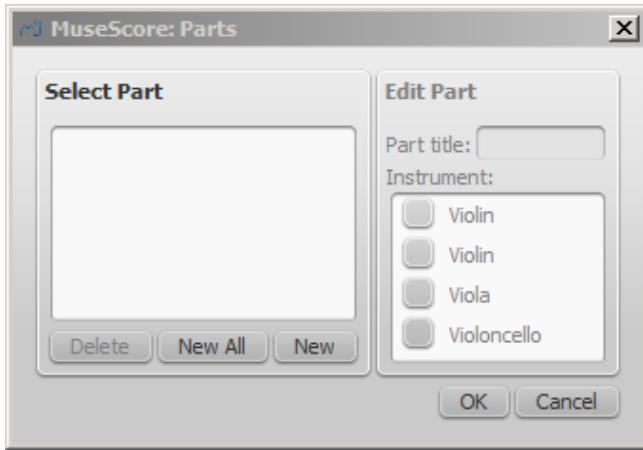 MuseScore: Parts
Select Part
Delete New All New
Edit Part
Part title:
Instrument:
Violin
Violin
Viola
Violoncello
OK Cancel